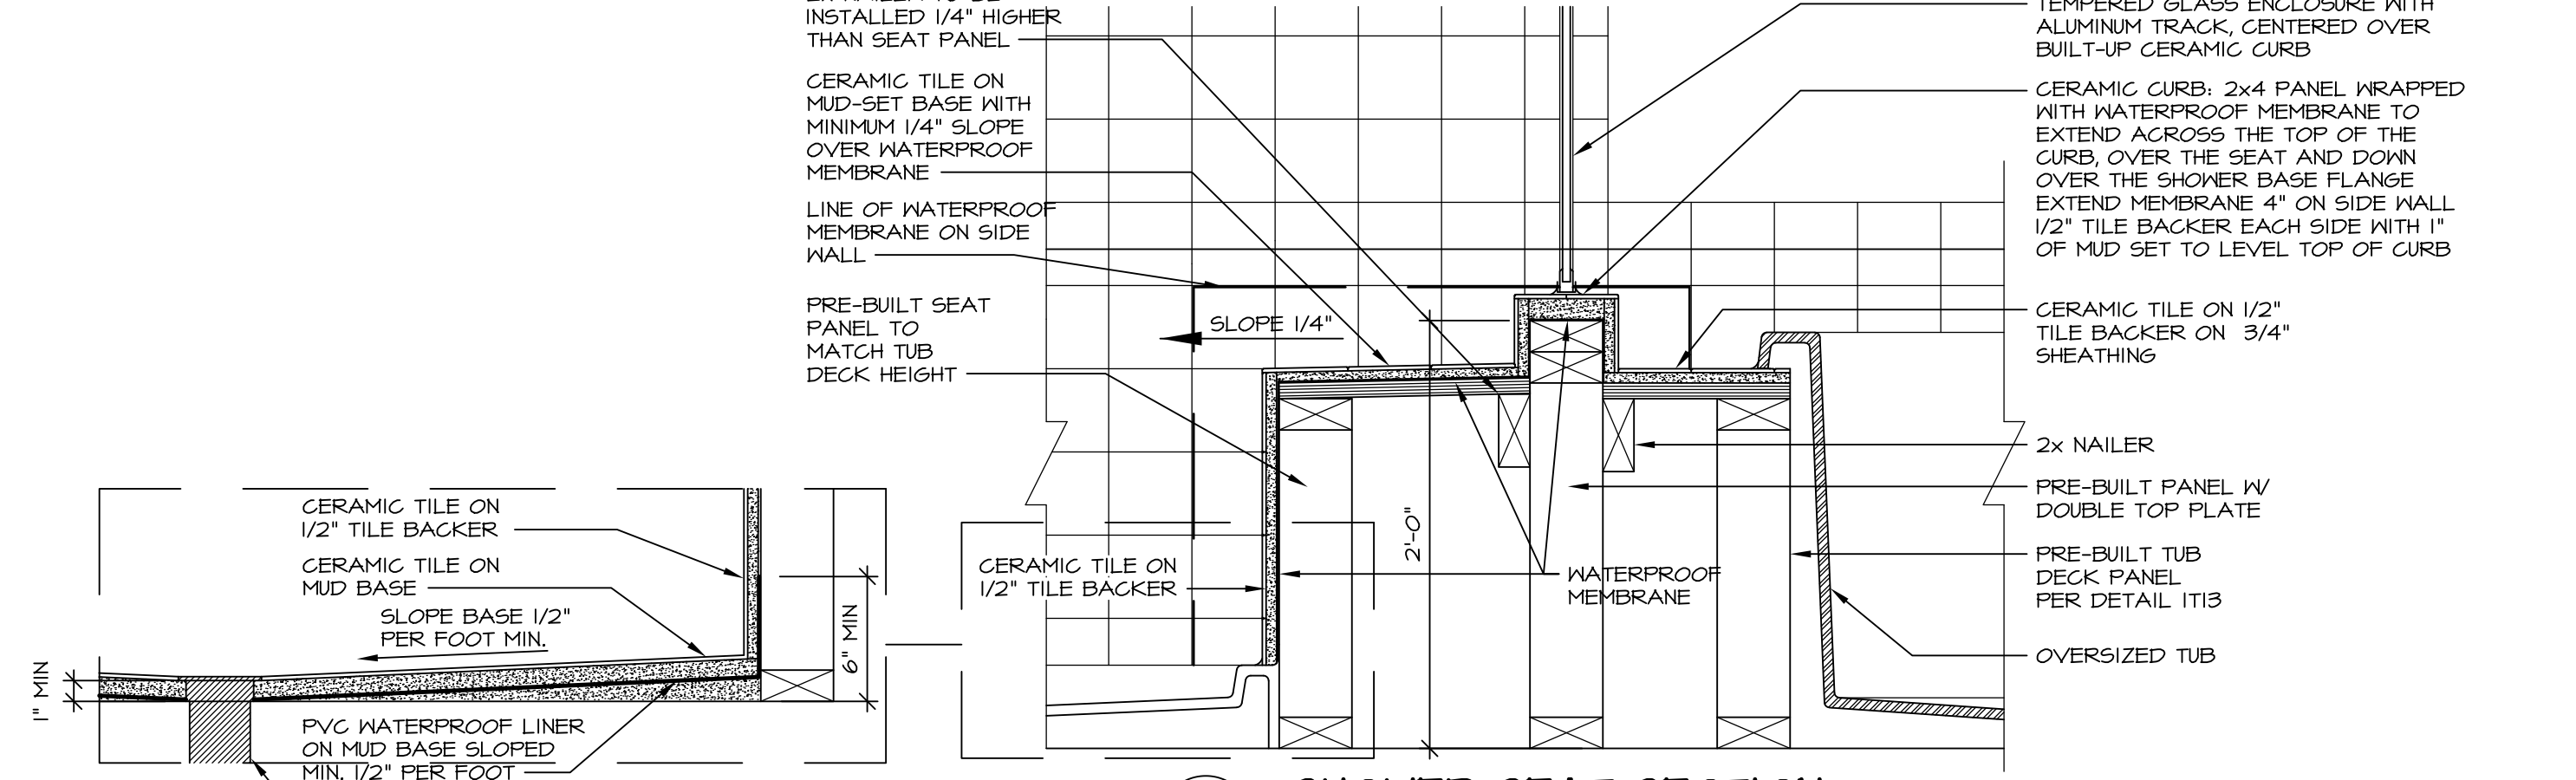 INSTALLED 1/4" HIGHER
THAN SEAT PANEL
CERAMIC TILE ON
MUD-SET BASE WITH
MINIMUM 1/4" SLOPE
OVER WATERPROOF
MEMBRANE
LINE OF WATERPROOF
MEMBRANE ON SIDE
WALL
PRE-BUILT SEAT
PANEL TO
MATCH TUB
DECK HEIGHT
SLOPE 1/4"
TEMPERED GLASS ENCLOSURE WITH
ALUMINUM TRACK, CENTERED OVER
BUILT-UP CERAMIC CURB
CERAMIC CURB: 2x4 PANEL WRAPPED
WITH WATERPROOF MEMBRANE TO
EXTEND ACROSS THE TOP OF THE
CURB, OVER THE SEAT AND DOWN
OVER THE SHOWER BASE FLANGE
EXTEND MEMBRANE 4" ON SIDE WALL
1/2" TILE BACKER EACH SIDE WITH 1"
OF MUD SET TO LEVEL TOP OF CURB
CERAMIC TILE ON 1/2"
TILE BACKER ON 3/4"
SHEATHING
2x NAILER
PRE-BUILT PANEL W/
DOUBLE TOP PLATE
PRE-BUILT TUB
DECK PANEL
PER DETAIL 1T13
OVERSIZED TUB
2'-0"
WATERPROOF
MEMBRANE
CERAMIC TILE ON
1/2" TILE BACKER
CERAMIC TILE ON
1/2" TILE BACKER
CERAMIC TILE ON
MUD BASE
SLOPE BASE 1/2"
PER FOOT MIN.
6" MIN
1" MIN
PVC WATERPROOF LINER
ON MUD BASE SLOPED
MIN. 1/2" PER FOOT